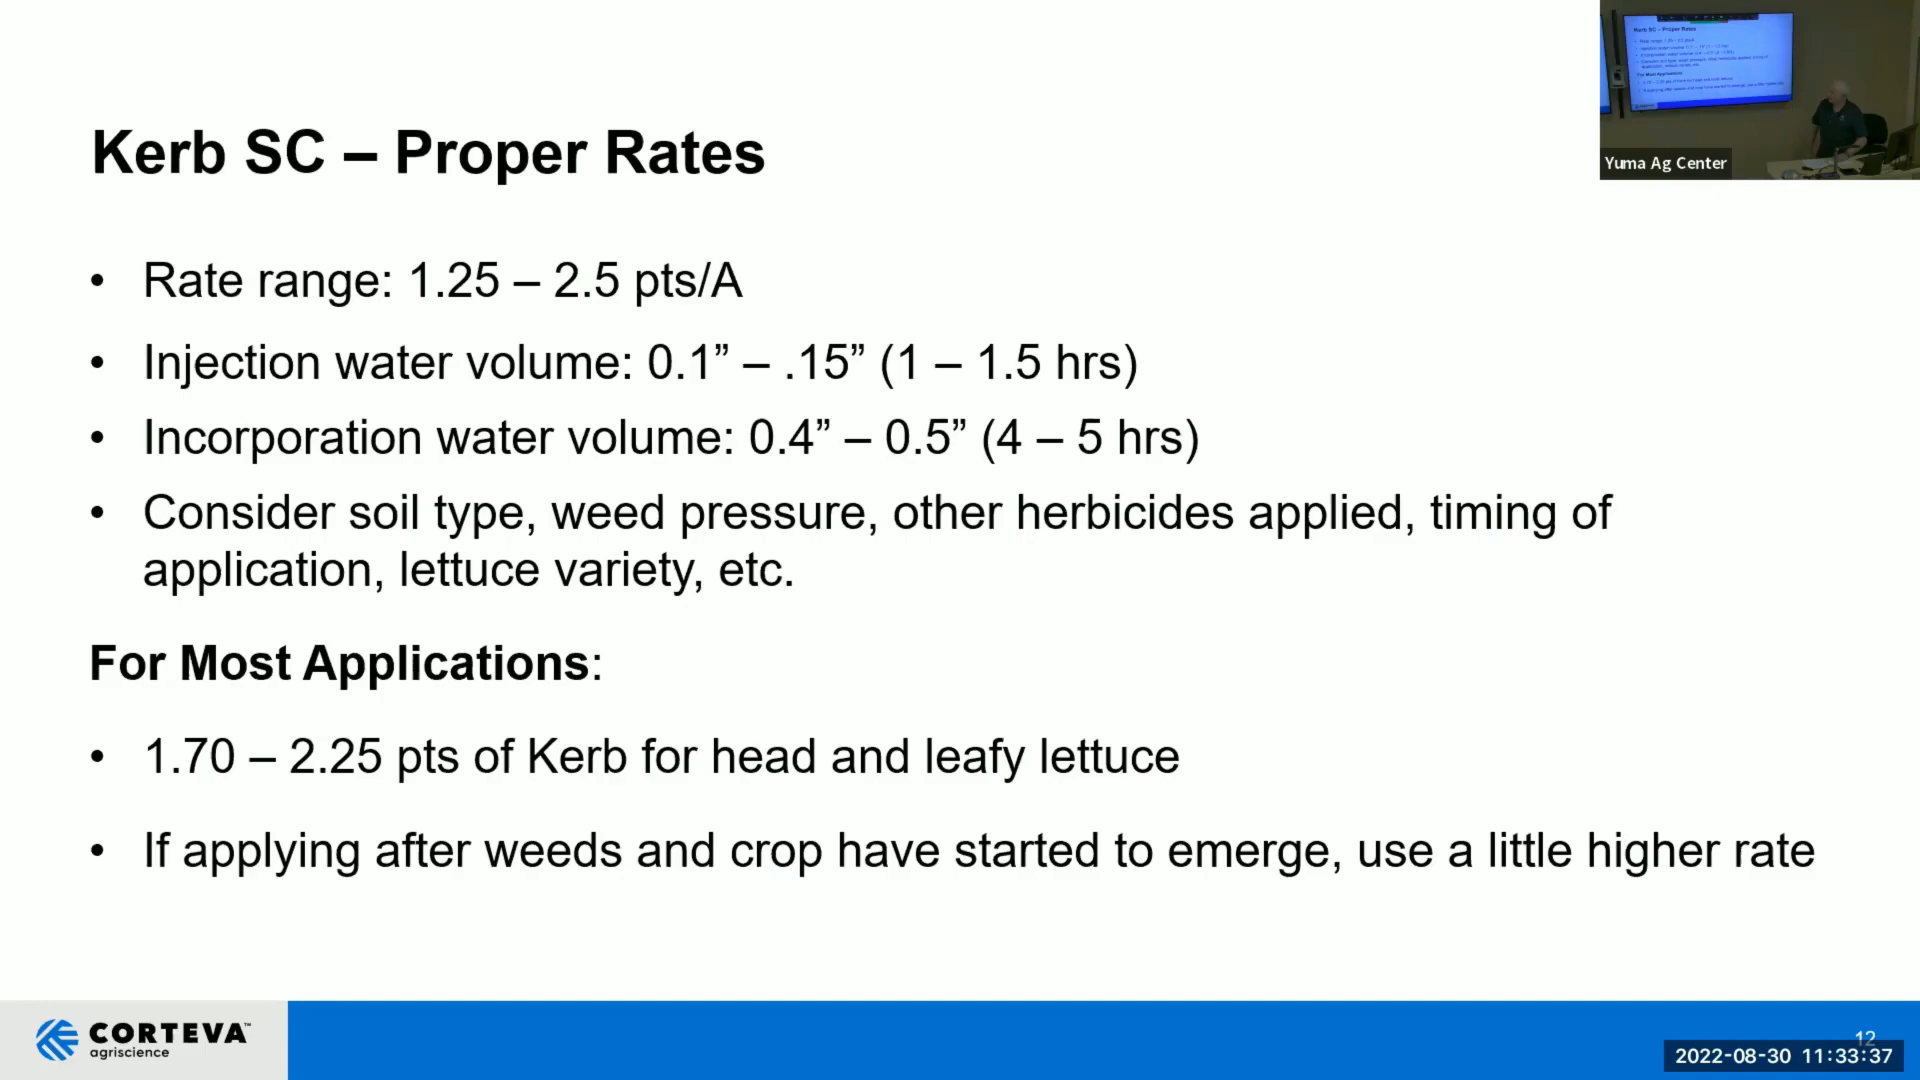 Kerb SC – Proper Rates
Yuma Ag Center
• Rate range: 1.25 – 2.5 pts/A
• Injection water volume: 0.1” – .15” (1 – 1.5 hrs)
• Incorporation water volume: 0.4” – 0.5” (4 – 5 hrs)
• Consider soil type, weed pressure, other herbicides applied, timing of
application, lettuce variety, etc.
For Most Applications:
• 1.70 – 2.25 pts of Kerb for head and leafy lettuce
• If applying after weeds and crop have started to emerge, use a little higher rate
CORTEVA™
agriscience
12
2022-08-30 11:33:37